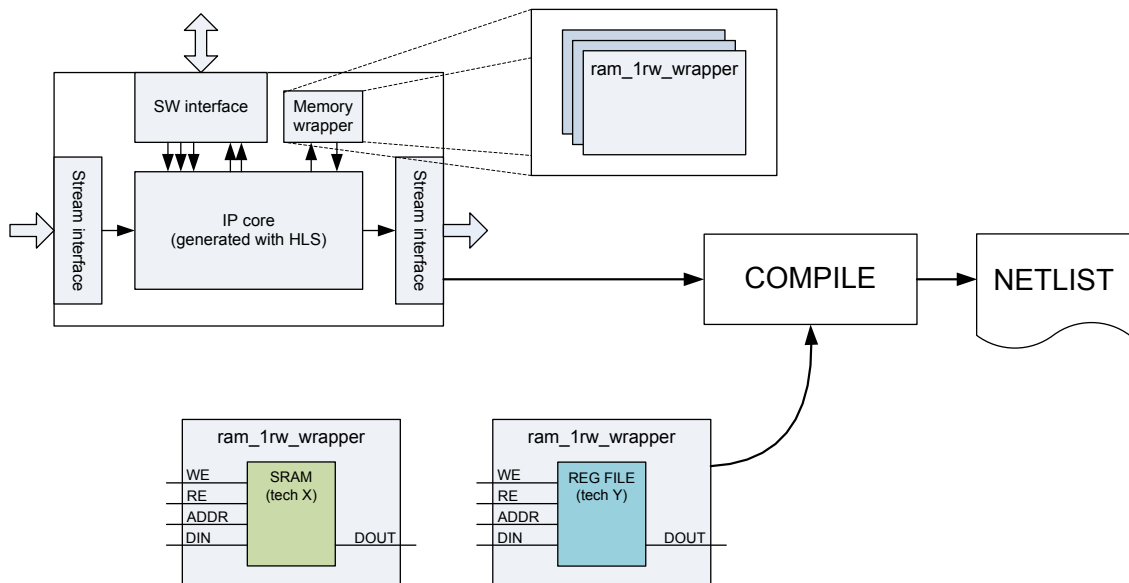 SW interface
Memory
wrapper
ram_1rw_wrapper
Stream interface
IP core
(generated with HLS)
Stream interface
COMPILE
NETLIST
ram_1rw_wrapper
WE
RE
ADDR
DIN
SRAM
(tech X)
DOUT
ram_1rw_wrapper
WE
RE
ADDR
DIN
REG FILE
(tech Y)
DOUT